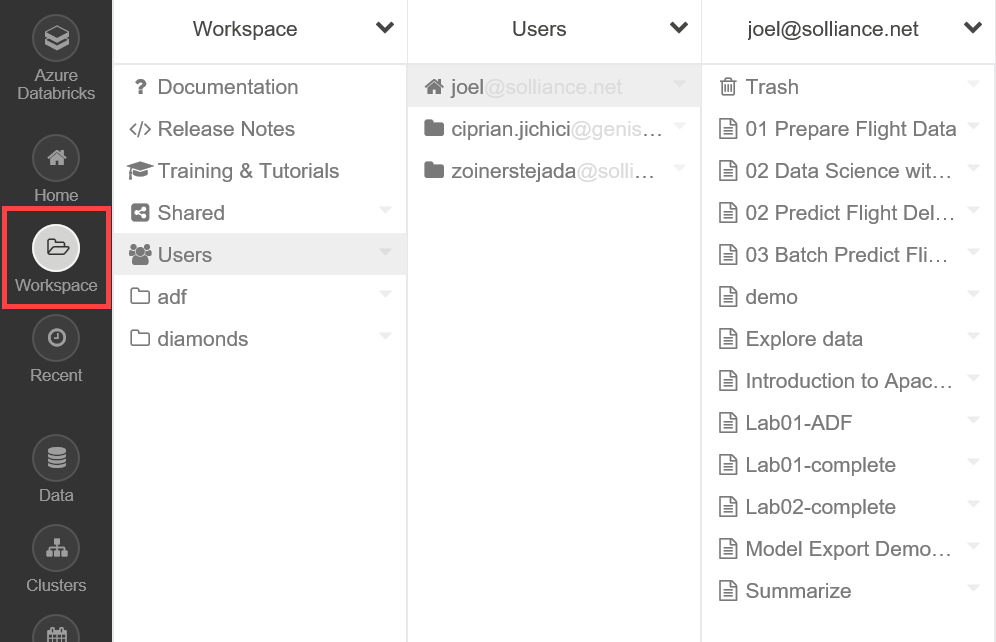 Azure
Databricks
Home
Workspace
Recent
Data
Clusters
Workspace
? Documentation
</> Release Notes
Training & Tutorials
Shared
Users
adf
diamonds
Users
joel@solliance.net
ciprian.jichici@genis...
zoinerstejada@solli...
joel@solliance.net
Trash
01 Prepare Flight Data
02 Data Science wit...
02 Predict Flight Del...
03 Batch Predict Fli...
demo
Explore data
Introduction to Apac...
Lab01-ADF
Lab01-complete
Lab02-complete
Model Export Demo...
Summarize